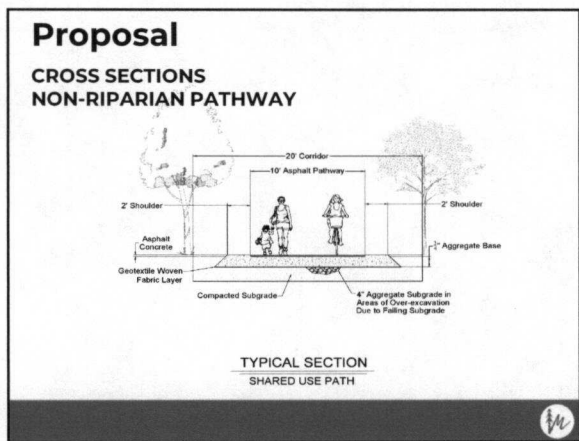 Proposal
CROSS SECTIONS
NON-RIPARIAN PATHWAY
20' Corridor
10' Asphalt Pathway
2' Shoulder
2' Shoulder
Asphalt
Concrete
Aggregate Base
Geotextile Woven
Fabric Layer
Compacted Subgrade
4" Aggregate Subgrade in
Areas of Over-excavation
Due to Failing Subgrade
TYPICAL SECTION
SHARED USE PATH